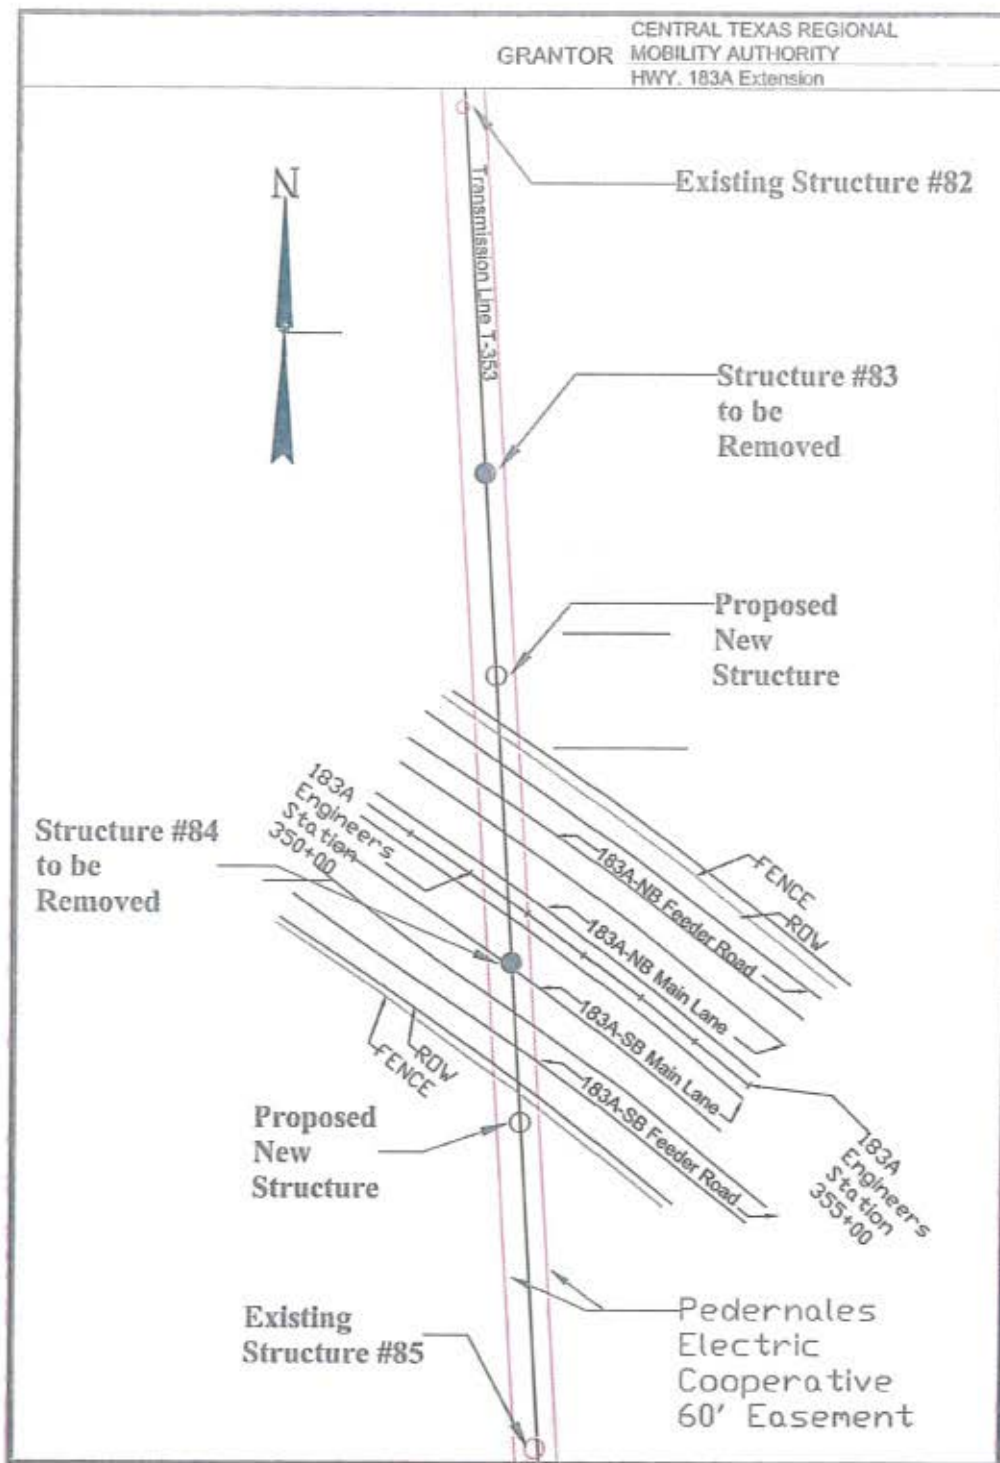 GRANTOR
CENTRAL TEXAS REGIONAL
MOBILITY AUTHORITY
HWY. 183A Extension
N
Existing Structure #82
Transmission Line T-353
Structure #83
to be
Removed
Proposed
New
Structure
183A
Engineers
Station
350+00
Structure #84
to be
Removed
FENCE
ROW
183A-NB Feeder Road
183A-NB Main Lane
183A-SB Main Lane
183A-SB Feeder Road
ROW
FENCE
Proposed
New
Structure
183A
Engineers
Station
355+00
Existing
Structure #85
Pedernales
Electric
Cooperative
60' Easement